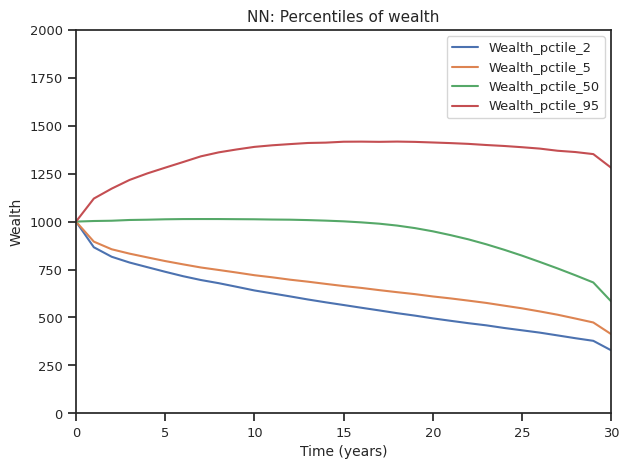 NN: Percentiles of wealth
2000
1750
1500
1250
1000
750
500
250
0
Wealth
Wealth_pctile_2
Wealth_pctile_5
Wealth_pctile_50
Wealth_pctile_95
0 5 10 15 20 25 30
Time (years)